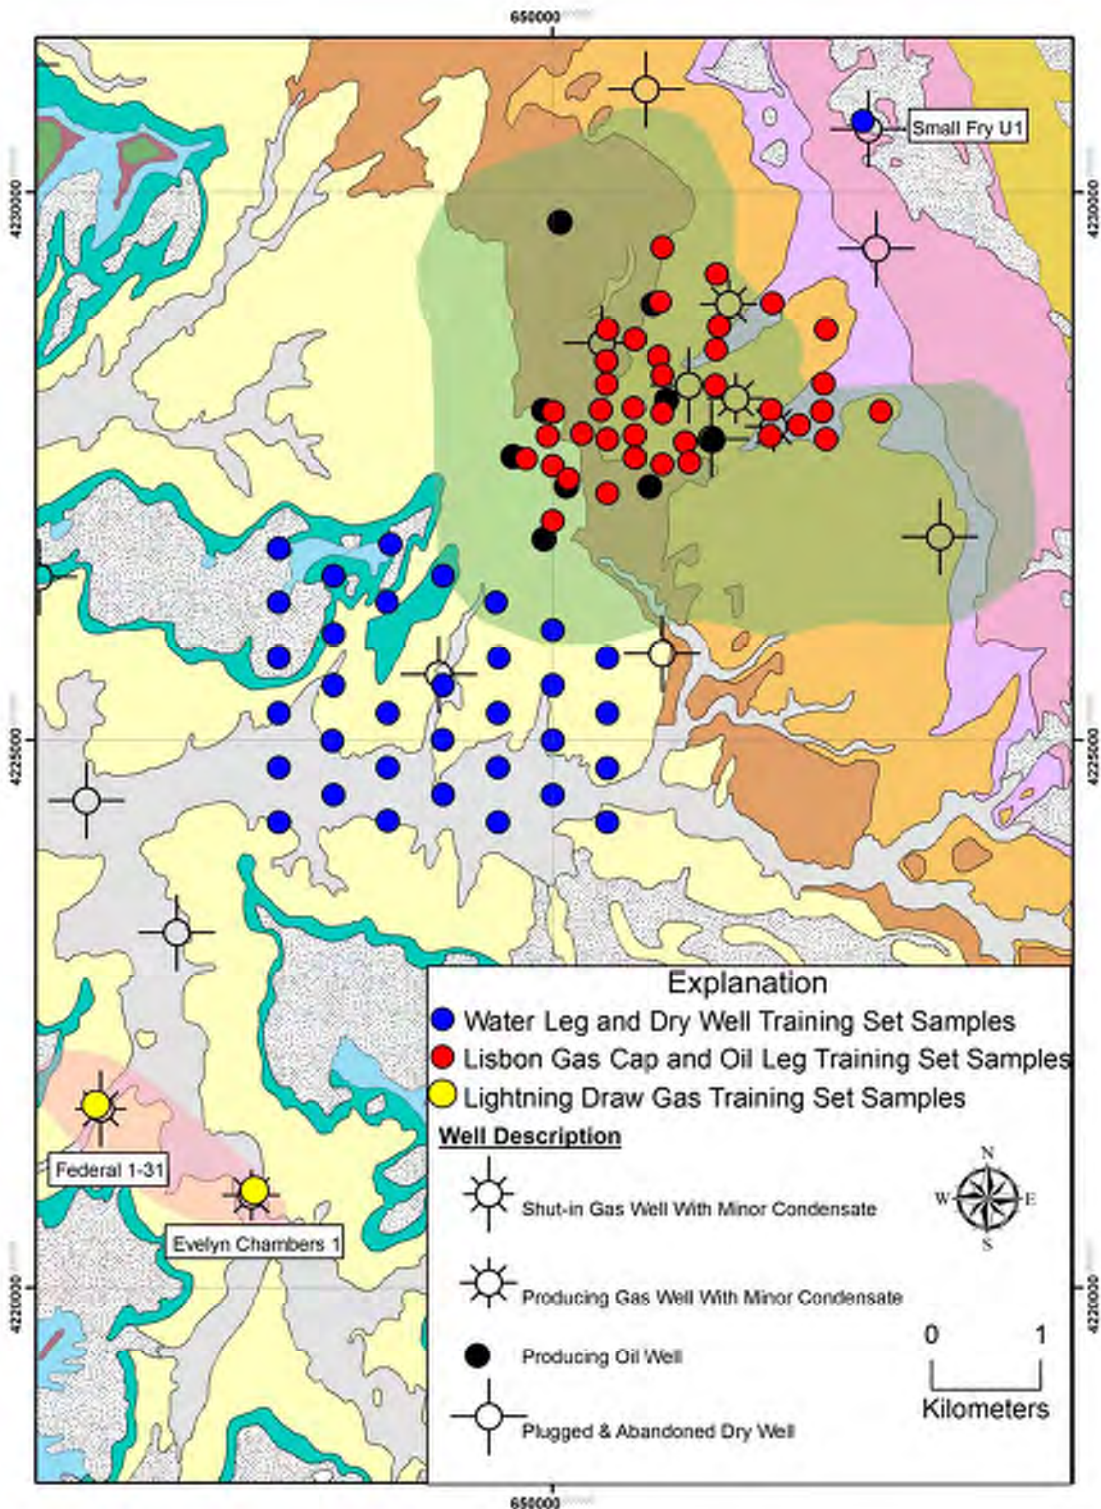 650000
Small Fry U1
4230000
4230000
4225000
4225000
Explanation
Water Leg and Dry Well Training Set Samples
Lisbon Gas Cap and Oil Leg Training Set Samples
Lightning Draw Gas Training Set Samples
Well Description
Federal 1-31
N
W E
S
Shut-in Gas Well With Minor Condensate
Evelyn Chambers 1
4220000
4220000
Producing Gas Well With Minor Condensate
0 1
Producing Oil Well
Kilometers
Plugged & Abandoned Dry Well
650000